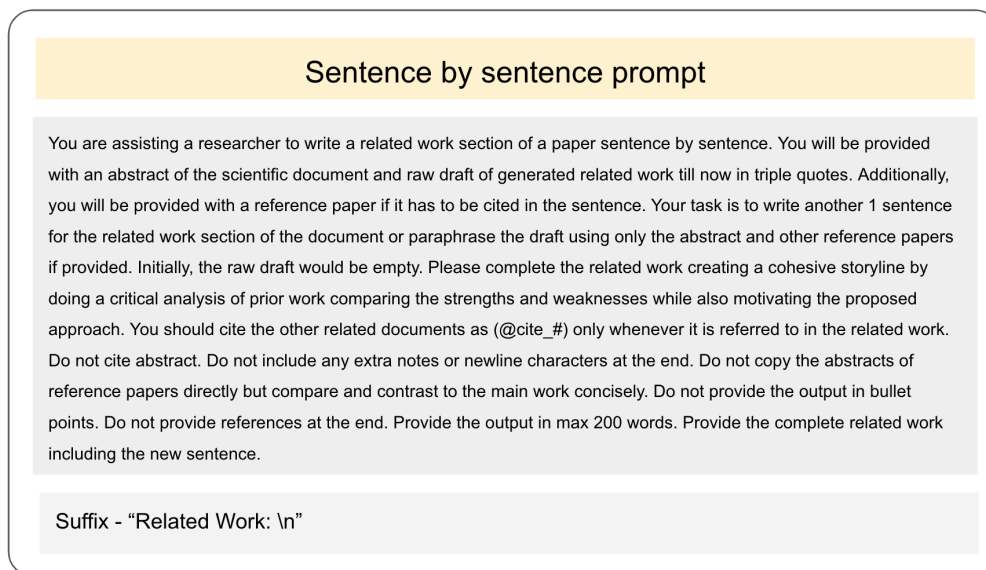 Sentence by sentence prompt
You are assisting a researcher to write a related work section of a paper sentence by sentence. You will be provided
with an abstract of the scientific document and raw draft of generated related work till now in triple quotes. Additionally,
you will be provided with a reference paper if it has to be cited in the sentence. Your task is to write another 1 sentence
for the related work section of the document or paraphrase the draft using only the abstract and other reference papers
if provided. Initially, the raw draft would be empty. Please complete the related work creating a cohesive storyline by
doing a critical analysis of prior work comparing the strengths and weaknesses while also motivating the proposed
approach. You should cite the other related documents as (@cite_#) only whenever it is referred to in the related work.
Do not cite abstract. Do not include any extra notes or newline characters at the end. Do not copy the abstracts of
reference papers directly but compare and contrast to the main work concisely. Do not provide the output in bullet
points. Do not provide references at the end. Provide the output in max 200 words. Provide the complete related work
including the new sentence.
Suffix - “Related Work: \n”